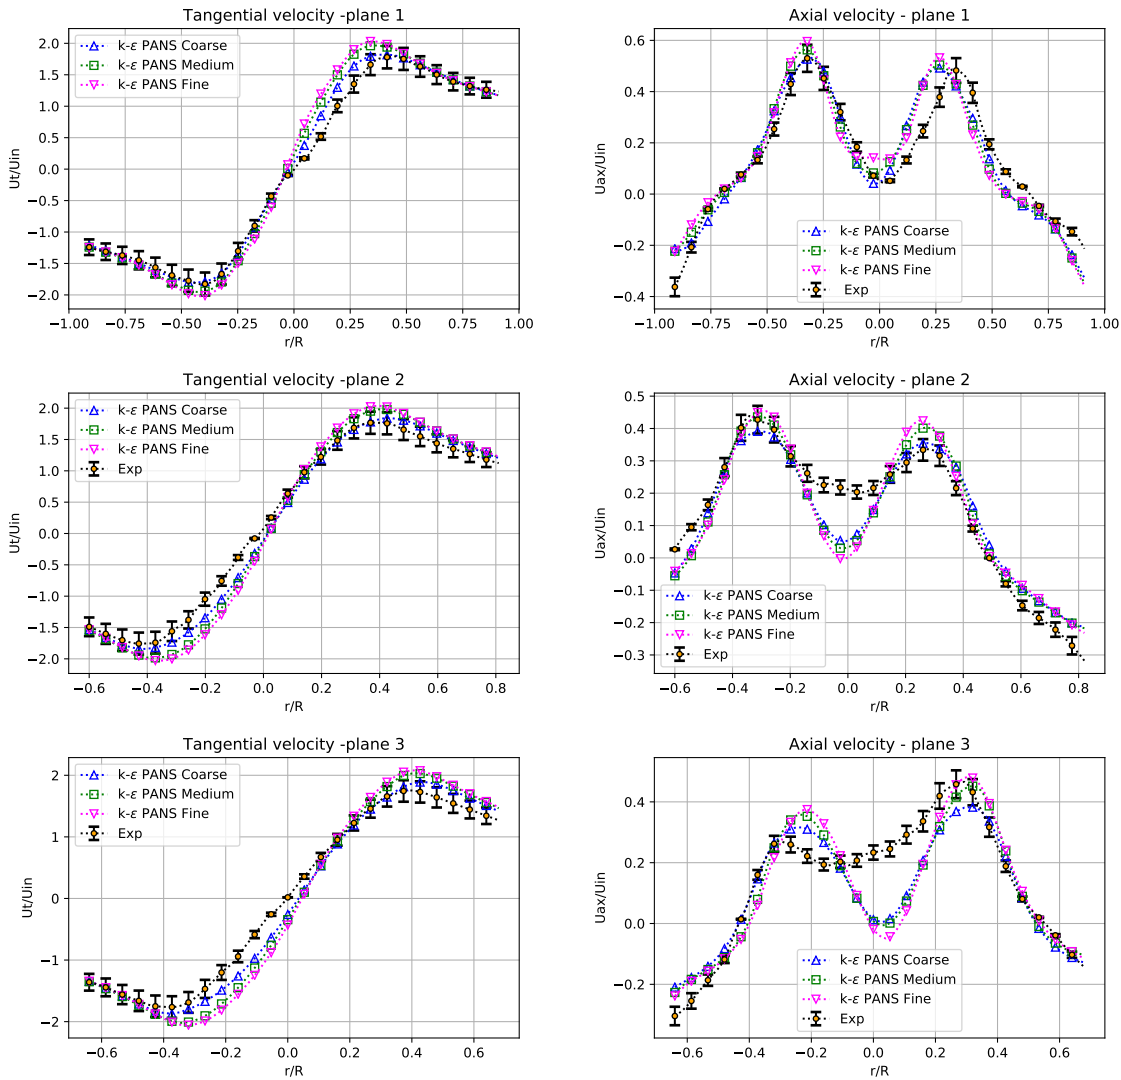 Tangential velocity -plane 1
2.0
1.5
1.0
0.5
0.0
−0.5
−1.0
−1.5
−2.0
Ut/Uin
k-ε PANS Coarse
k-ε PANS Medium
k-ε PANS Fine
−1.00 −0.75 −0.50 −0.25 0.00 0.25 0.50 0.75 1.00
r/R
Axial velocity - plane 1
0.6
0.4
0.2
0.0
−0.2
−0.4
Uax/Uin
k-ε PANS Coarse
k-ε PANS Medium
k-ε PANS Fine
Exp
−1.00 −0.75 −0.50 −0.25 0.00 0.25 0.50 0.75 1.00
r/R
Tangential velocity -plane 2
2.0
1.5
1.0
0.5
0.0
−0.5
−1.0
−1.5
−2.0
Ut/Uin
k-ε PANS Coarse
k-ε PANS Medium
k-ε PANS Fine
Exp
−0.6 −0.4 −0.2 0.0 0.2 0.4 0.6 0.8
r/R
Axial velocity - plane 2
0.5
0.4
0.3
0.2
0.1
0.0
−0.1
−0.2
−0.3
Uax/Uin
k-ε PANS Coarse
k-ε PANS Medium
k-ε PANS Fine
Exp
−0.6 −0.4 −0.2 0.0 0.2 0.4 0.6 0.8
r/R
Tangential velocity -plane 3
2
1
0
−1
−2
Ut/Uin
k-ε PANS Coarse
k-ε PANS Medium
k-ε PANS Fine
Exp
−0.6 −0.4 −0.2 0.0 0.2 0.4 0.6
r/R
Axial velocity - plane 3
0.4
0.2
0.0
−0.2
Uax/Uin
k-ε PANS Coarse
k-ε PANS Medium
k-ε PANS Fine
Exp
−0.6 −0.4 −0.2 0.0 0.2 0.4 0.6
r/R